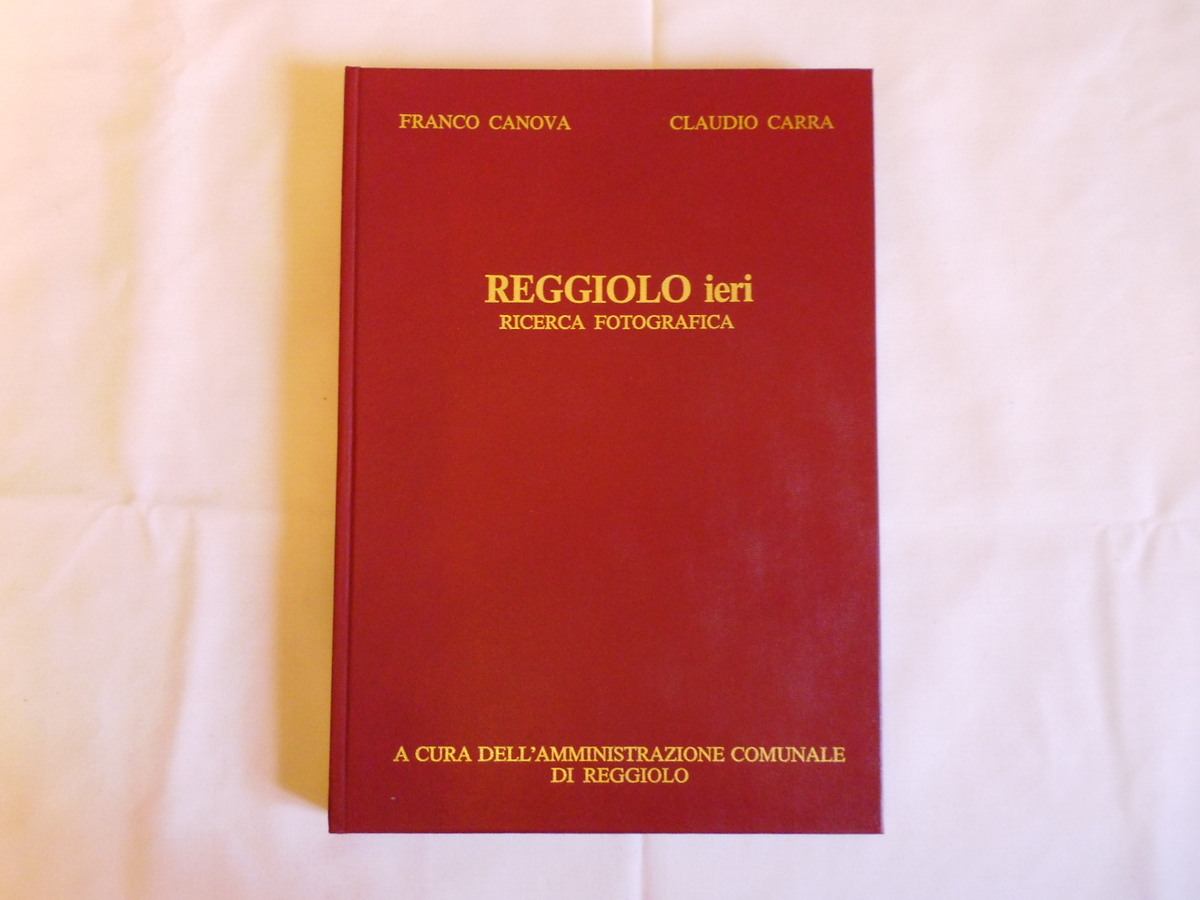 FRANCO CANOVA CLAUDIO CARRA
REGGIOLO ieri
RICERCA FOTOGRAFICA
A CURA DELL'AMMINISTRAZIONE COMUNALE
DI REGGIOLO